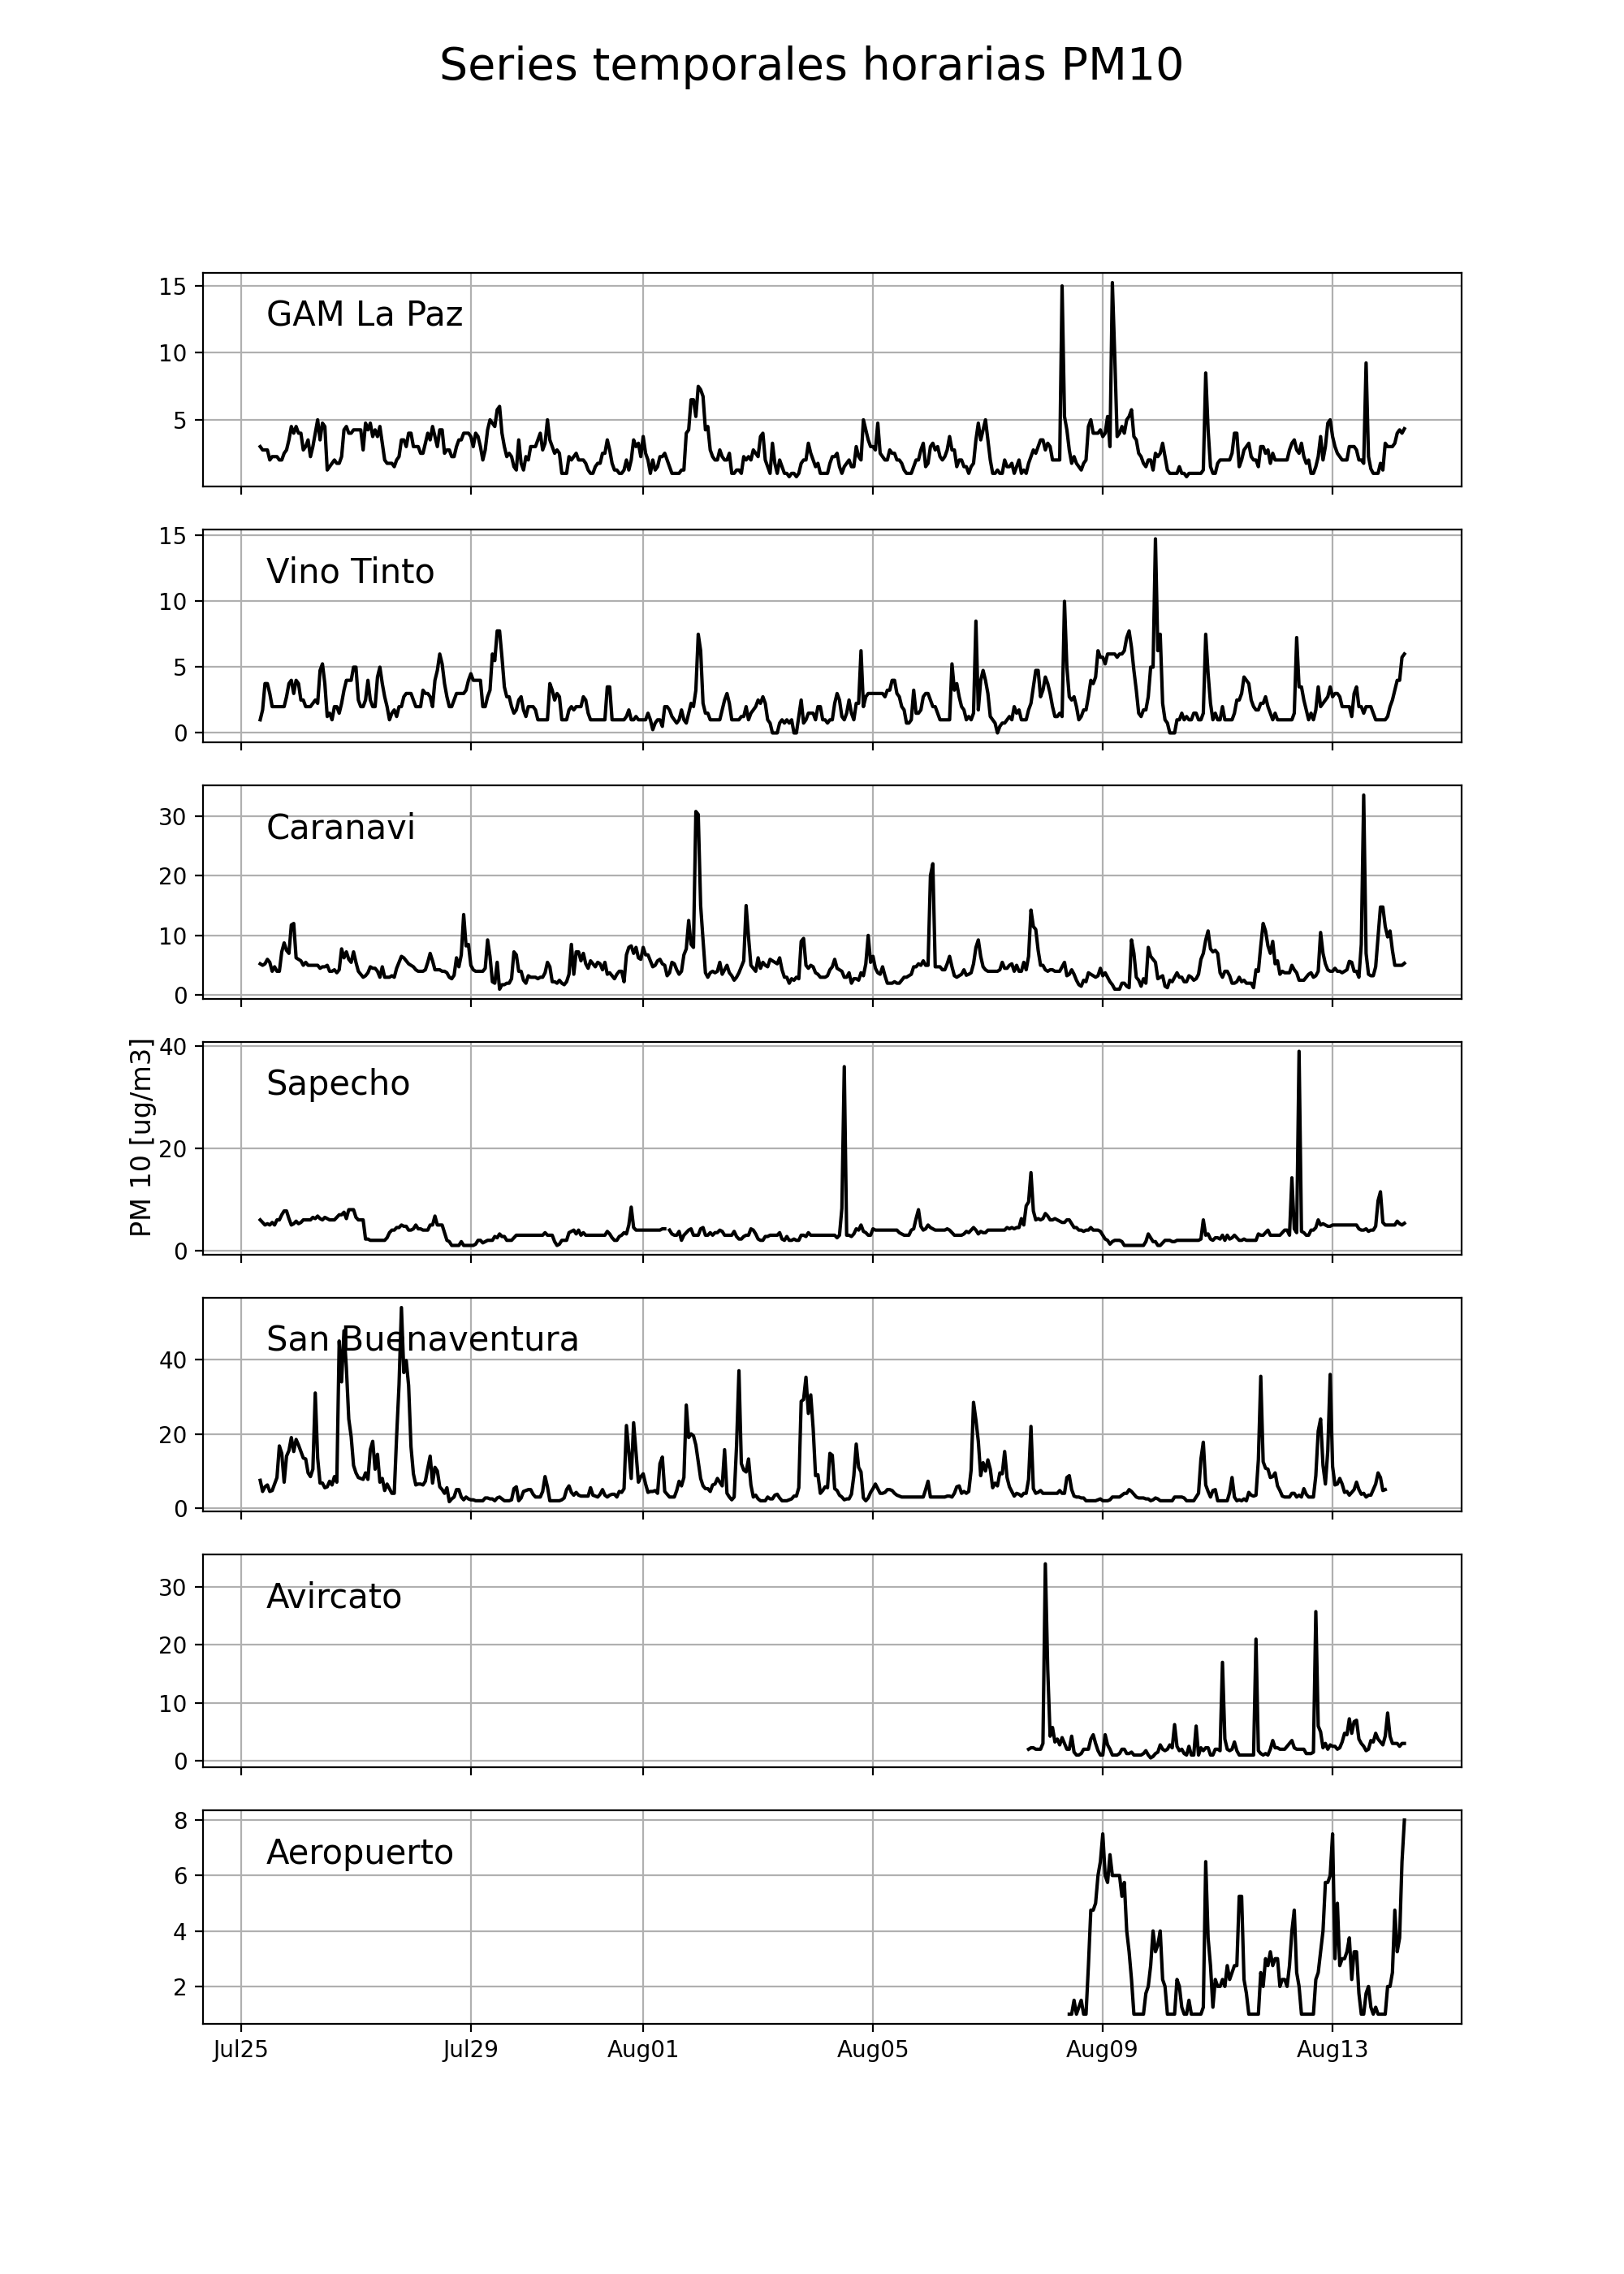 Series temporales horarias PM10
15
GAM La Paz
10
5
15
Vino Tinto
10
5
0
30
Caranavi
20
10
0
PM 10 [ug/m3]
40
Sapecho
20
0
San Buenaventura
40
20
0
30
Avircato
20
10
0
8
Aeropuerto
6
4
2
Jul25 Jul29 Aug01 Aug05 Aug09 Aug13